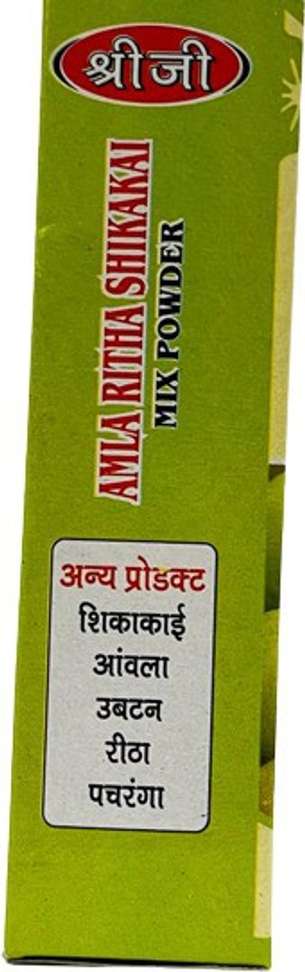 श्रीजी
AMLA RITHA SHIKAKAI
MIX POWDER
अन्य प्रोडक्ट
शिकाकाई
आंवला
उबटन
रीठा
पचरंगा